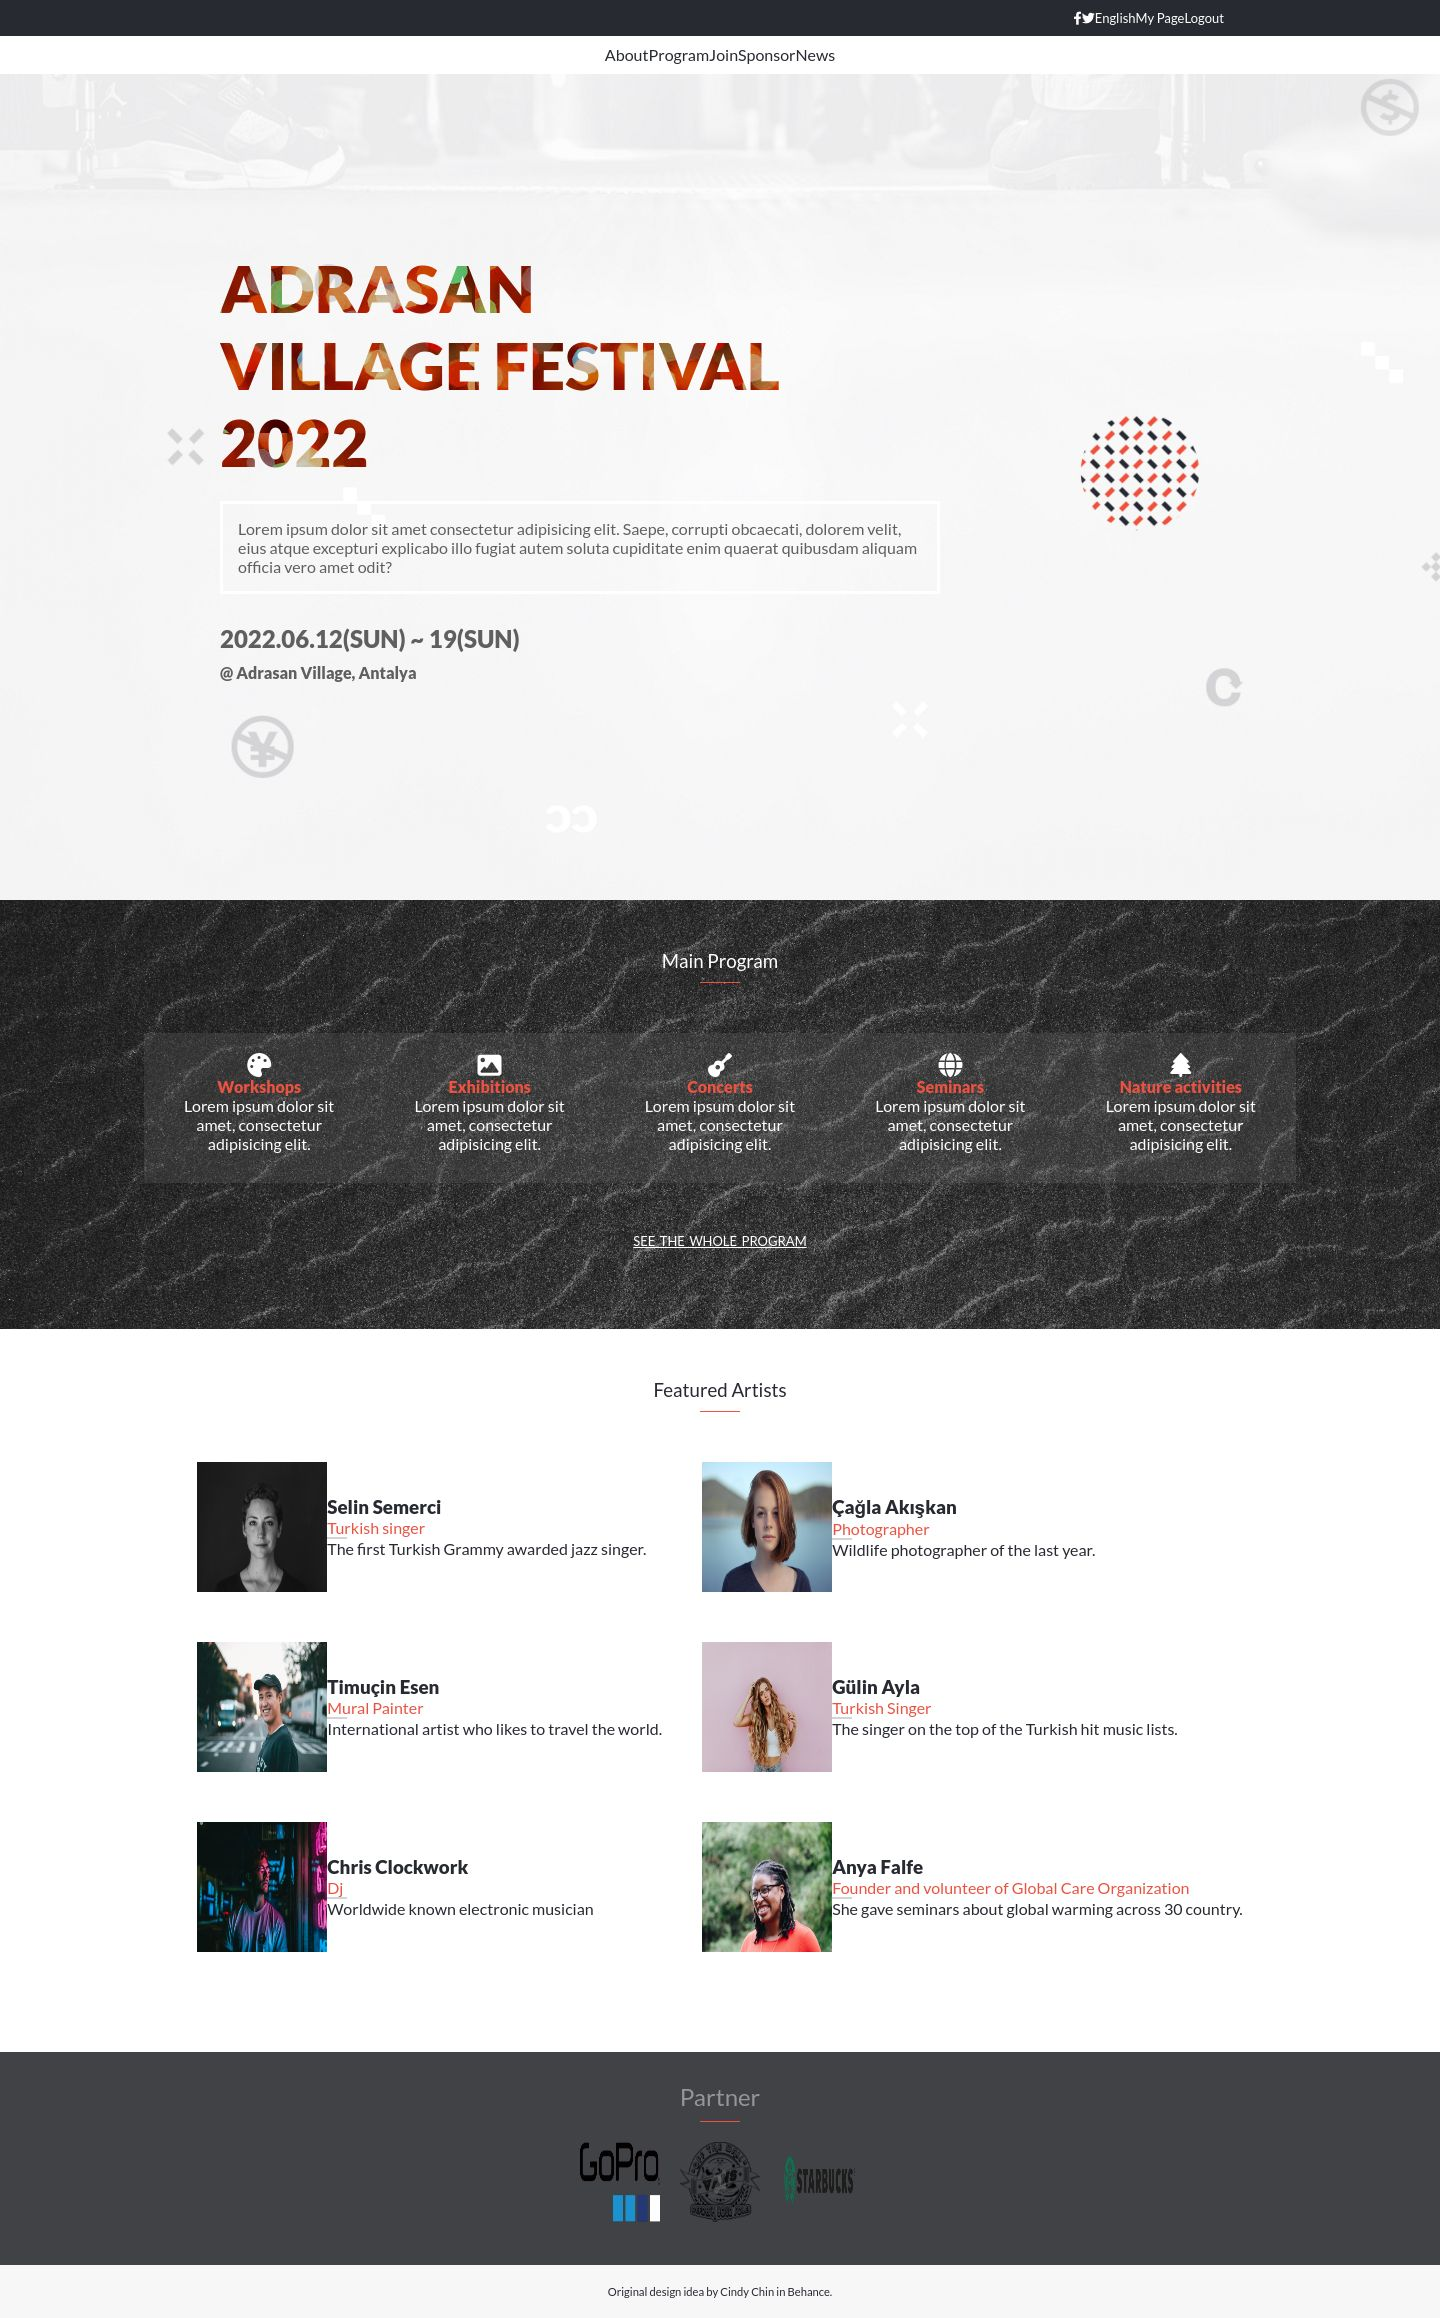 English My Page Logout
About Program Join Sponsor News
ADRASAN
VILLAGE FESTIVAL
2022
Lorem ipsum dolor sit amet consectetur adipisicing elit. Saepe, corrupti obcaecati, dolorem velit,
eius atque excepturi explicabo illo fugiat autem soluta cupiditate enim quaerat quibusdam aliquam
officia vero amet odit?
2022.06.12(SUN) ~ 19(SUN)
@ Adrasan Village, Antalya
Main Program
Workshops
Lorem ipsum dolor sit
amet, consectetur
adipisicing elit.
Exhibitions
Lorem ipsum dolor sit
amet, consectetur
adipisicing elit.
Concerts
Lorem ipsum dolor sit
amet, consectetur
adipisicing elit.
Seminars
Lorem ipsum dolor sit
amet, consectetur
adipisicing elit.
Nature activities
Lorem ipsum dolor sit
amet, consectetur
adipisicing elit.
SEE THE WHOLE PROGRAM
Featured Artists
Selin Semerci
Turkish singer
The first Turkish Grammy awarded jazz singer.
Çağla Akışkan
Photographer
Wildlife photographer of the last year.
Timuçin Esen
Mural Painter
International artist who likes to travel the world.
Gülin Ayla
Turkish Singer
The singer on the top of the Turkish hit music lists.
Chris Clockwork
Dj
Worldwide known electronic musician
Anya Falfe
Founder and volunteer of Global Care Organization
She gave seminars about global warming across 30 country.
Partner
GoPro
STARBUCKS
Original design idea by Cindy Chin in Behance.